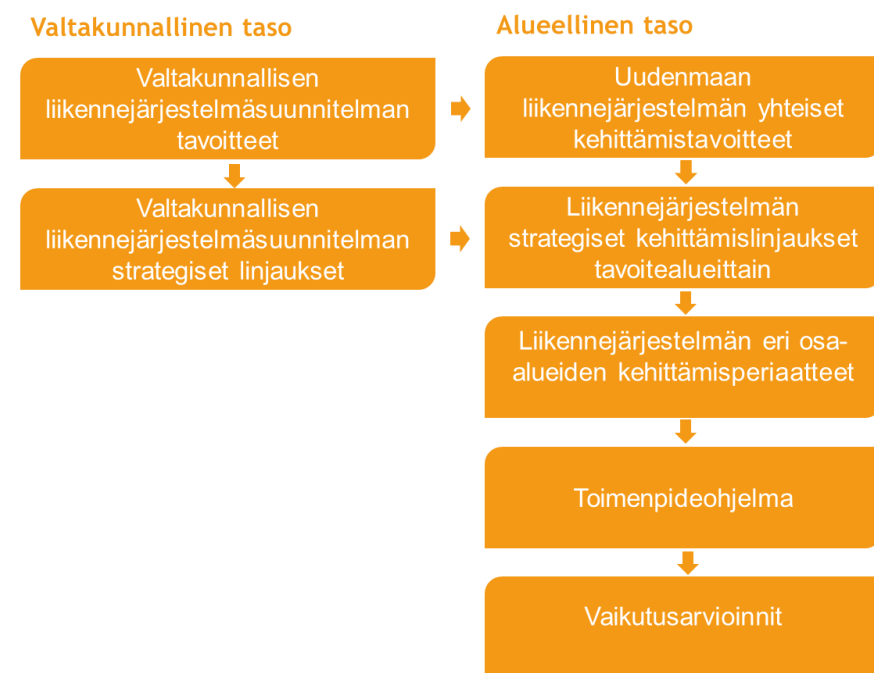 Valtakunnallinen taso
Valtakunnallisen
liikennejärjestelmäsuunnitelman
tavoitteet
Valtakunnallisen
liikennejärjestelmäsuunnitelman
strategiset linjaukset
Alueellinen taso
Uudenmaan
liikennejärjestelmän yhteiset
kehittämistavoitteet
Liikennejärjestelmän
strategiset kehittämislinjaukset
tavoitealueittain
Liikennejärjestelmän eri osa-
alueiden kehittämisperiaatteet
Toimenpideohjelma
Vaikutusarvioinnit